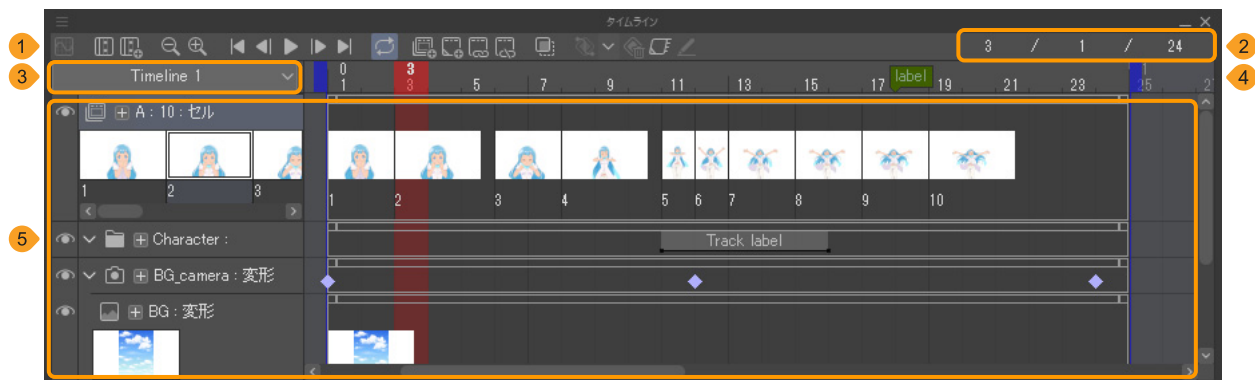 タイムライン
1
3 / 1 / 24
2
3
Timeline 1
0 3 1
1 3 5 7 9 11 13 15 17 label 19 21 23 25 2
4
A : 10 : セル
1 2 3
1 2 3 4 5 6 7 8 9 10
5
Character :
Track label
BG_camera : 変形
BG : 変形